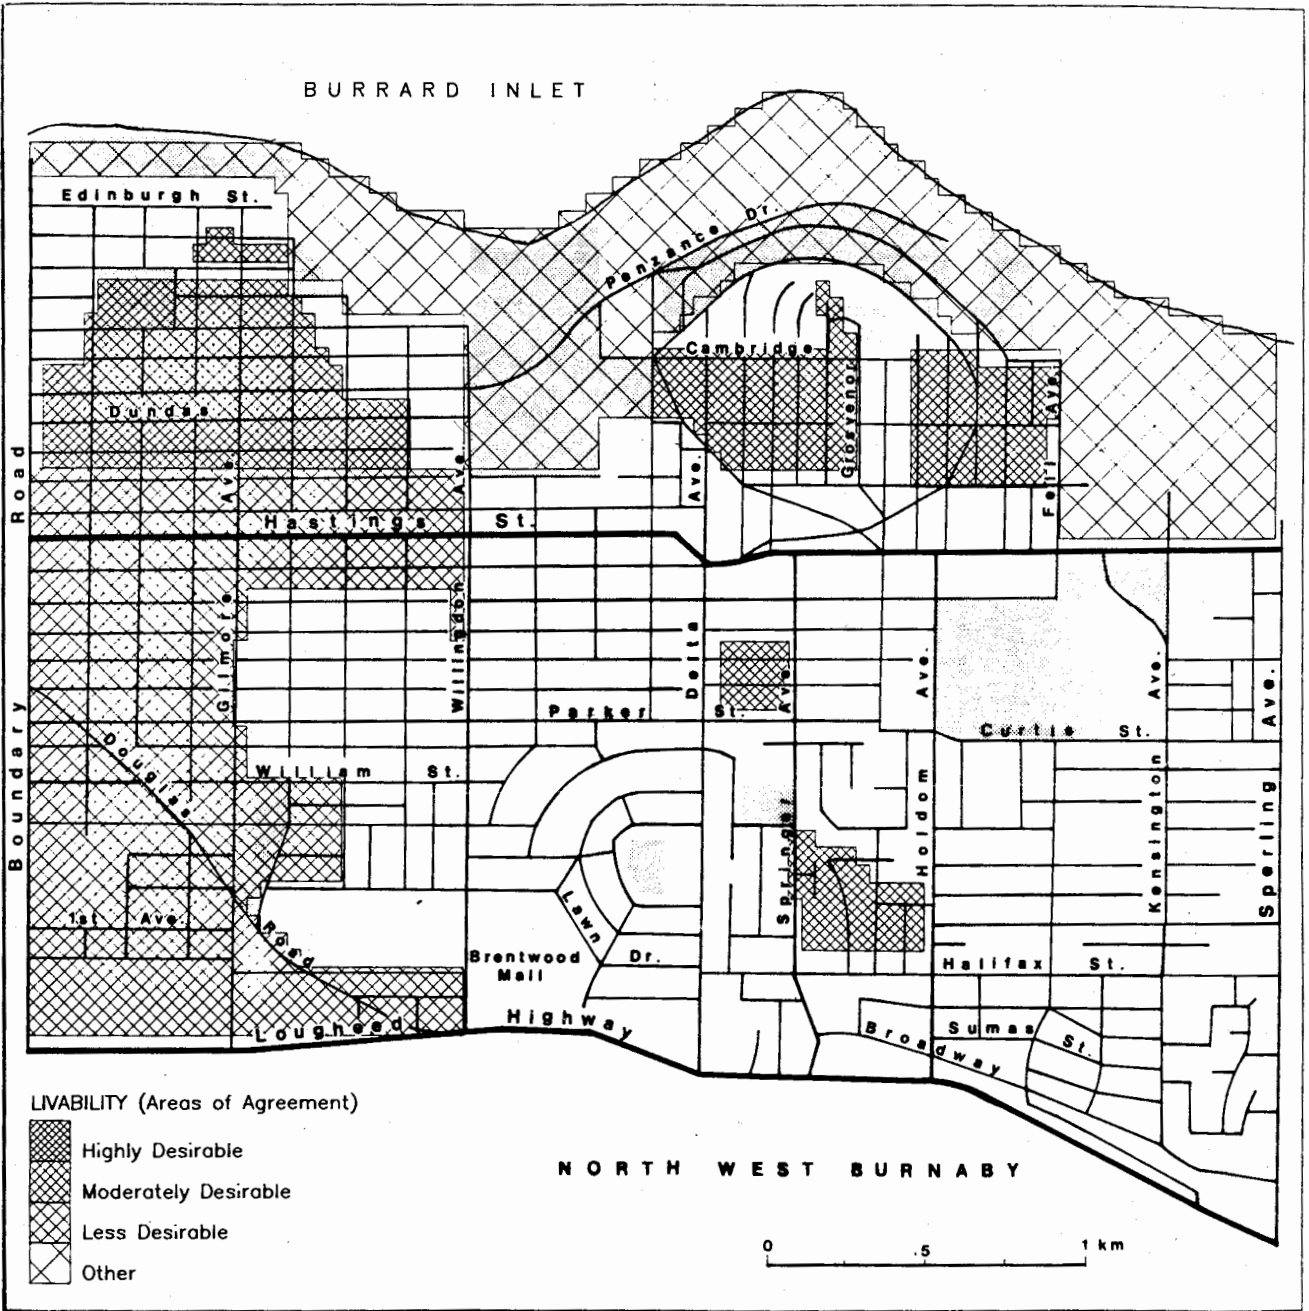 BURRARD INLET
Edinburgh St.
Penzance Dr.
Cambridge
Dundas
Grosvenor
Fell Ave.
Ave.
Ave.
Ave.
Road
Hastings St.
Gilmore
Willingdon
Delta
Ave.
Ave.
Ave.
Ave.
Parker St.
Curtis St.
Boundary
Douglas
William St.
Holdom
Kensington
Sperling
Springer
1st Ave.
Road
Lawn
Dr.
Brentwood
Mall
Halifax St.
Lougheed
Highway
Broadway
Sumas
St.
LIVABILITY (Areas of Agreement)
Highly Desirable
Moderately Desirable
Less Desirable
Other
NORTH WEST BURNABY
0 .5 1 km